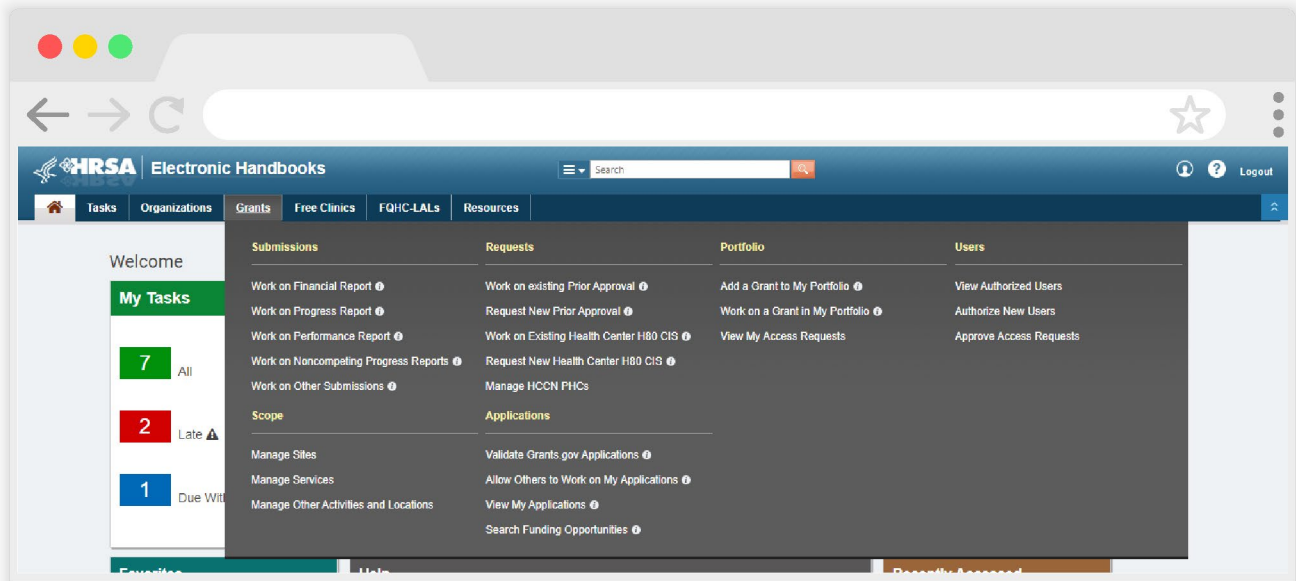 HRSA Electronic Handbooks
Search
Logout
Tasks Organizations Grants Free Clinics FQHC-LALs Resources
Welcome
My Tasks
7 All
2 Late
1 Due
Submissions
Work on Financial Report
Work on Progress Report
Work on Performance Report
Work on Noncompeting Progress Reports
Work on Other Submissions
Requests
Work on existing Prior Approval
Request New Prior Approval
Work on Existing Health Center H80 CIS
Request New Health Center H80 CIS
Manage HCCN PHCs
Portfolio
Add a Grant to My Portfolio
Work on a Grant in My Portfolio
View My Access Requests
Users
View Authorized Users
Authorize New Users
Approve Access Requests
Scope
Manage Sites
Manage Services
Manage Other Activities and Locations
Applications
Validate Grants.gov Applications
Allow Others to Work on My Applications
View My Applications
Search Funding Opportunities